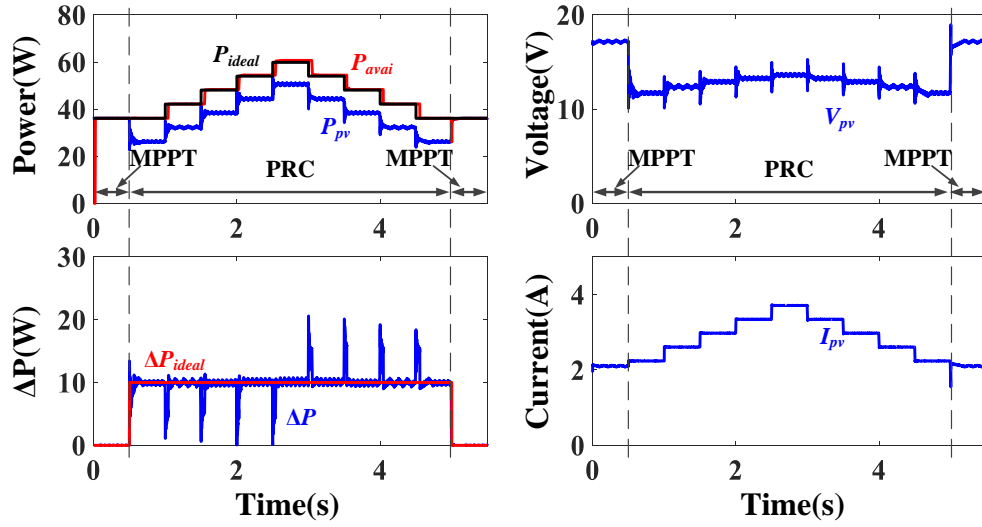 Power(W)
80
60
40
20
0
P_ideal
P_avai
P_pv
MPPT
PRC
MPPT
0
2
4
Voltage(V)
20
10
0
V_pv
MPPT
PRC
MPPT
0
2
4
ΔP(W)
30
20
10
0
ΔP_ideal
ΔP
0
2
4
Time(s)
Current(A)
4
2
0
I_pv
0
2
4
Time(s)